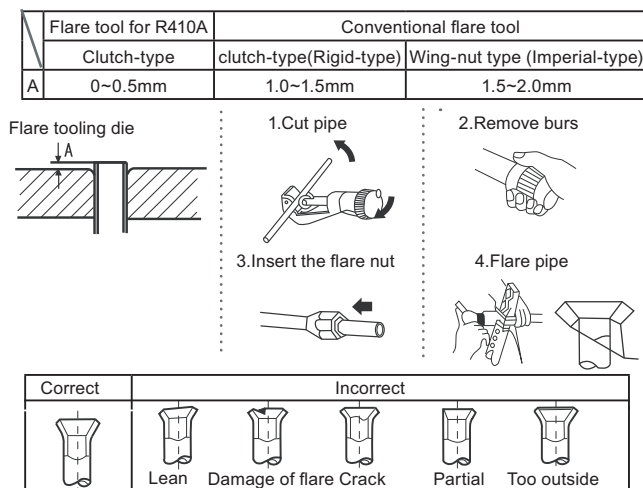 Flare tool for R410A Conventional flare tool
Clutch-type clutch-type(Rigid-type) Wing-nut type (Imperial-type)
A 0~0.5mm 1.0~1.5mm 1.5~2.0mm
Flare tooling die
A
1.Cut pipe
2.Remove burs
3.Insert the flare nut
4.Flare pipe
Correct Incorrect
Lean Damage of flare Crack Partial Too outside